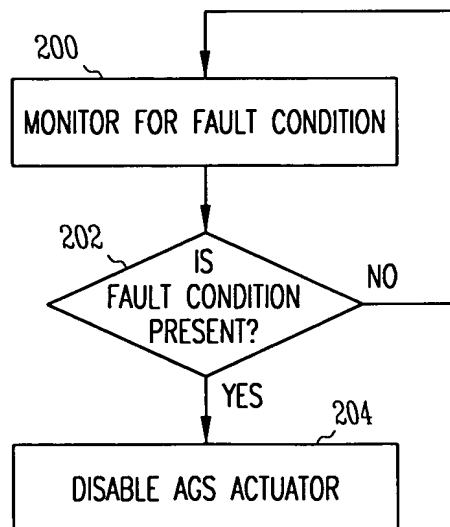 200
MONITOR FOR FAULT CONDITION
202
IS
FAULT CONDITION
PRESENT?
NO
YES
204
DISABLE AGS ACTUATOR